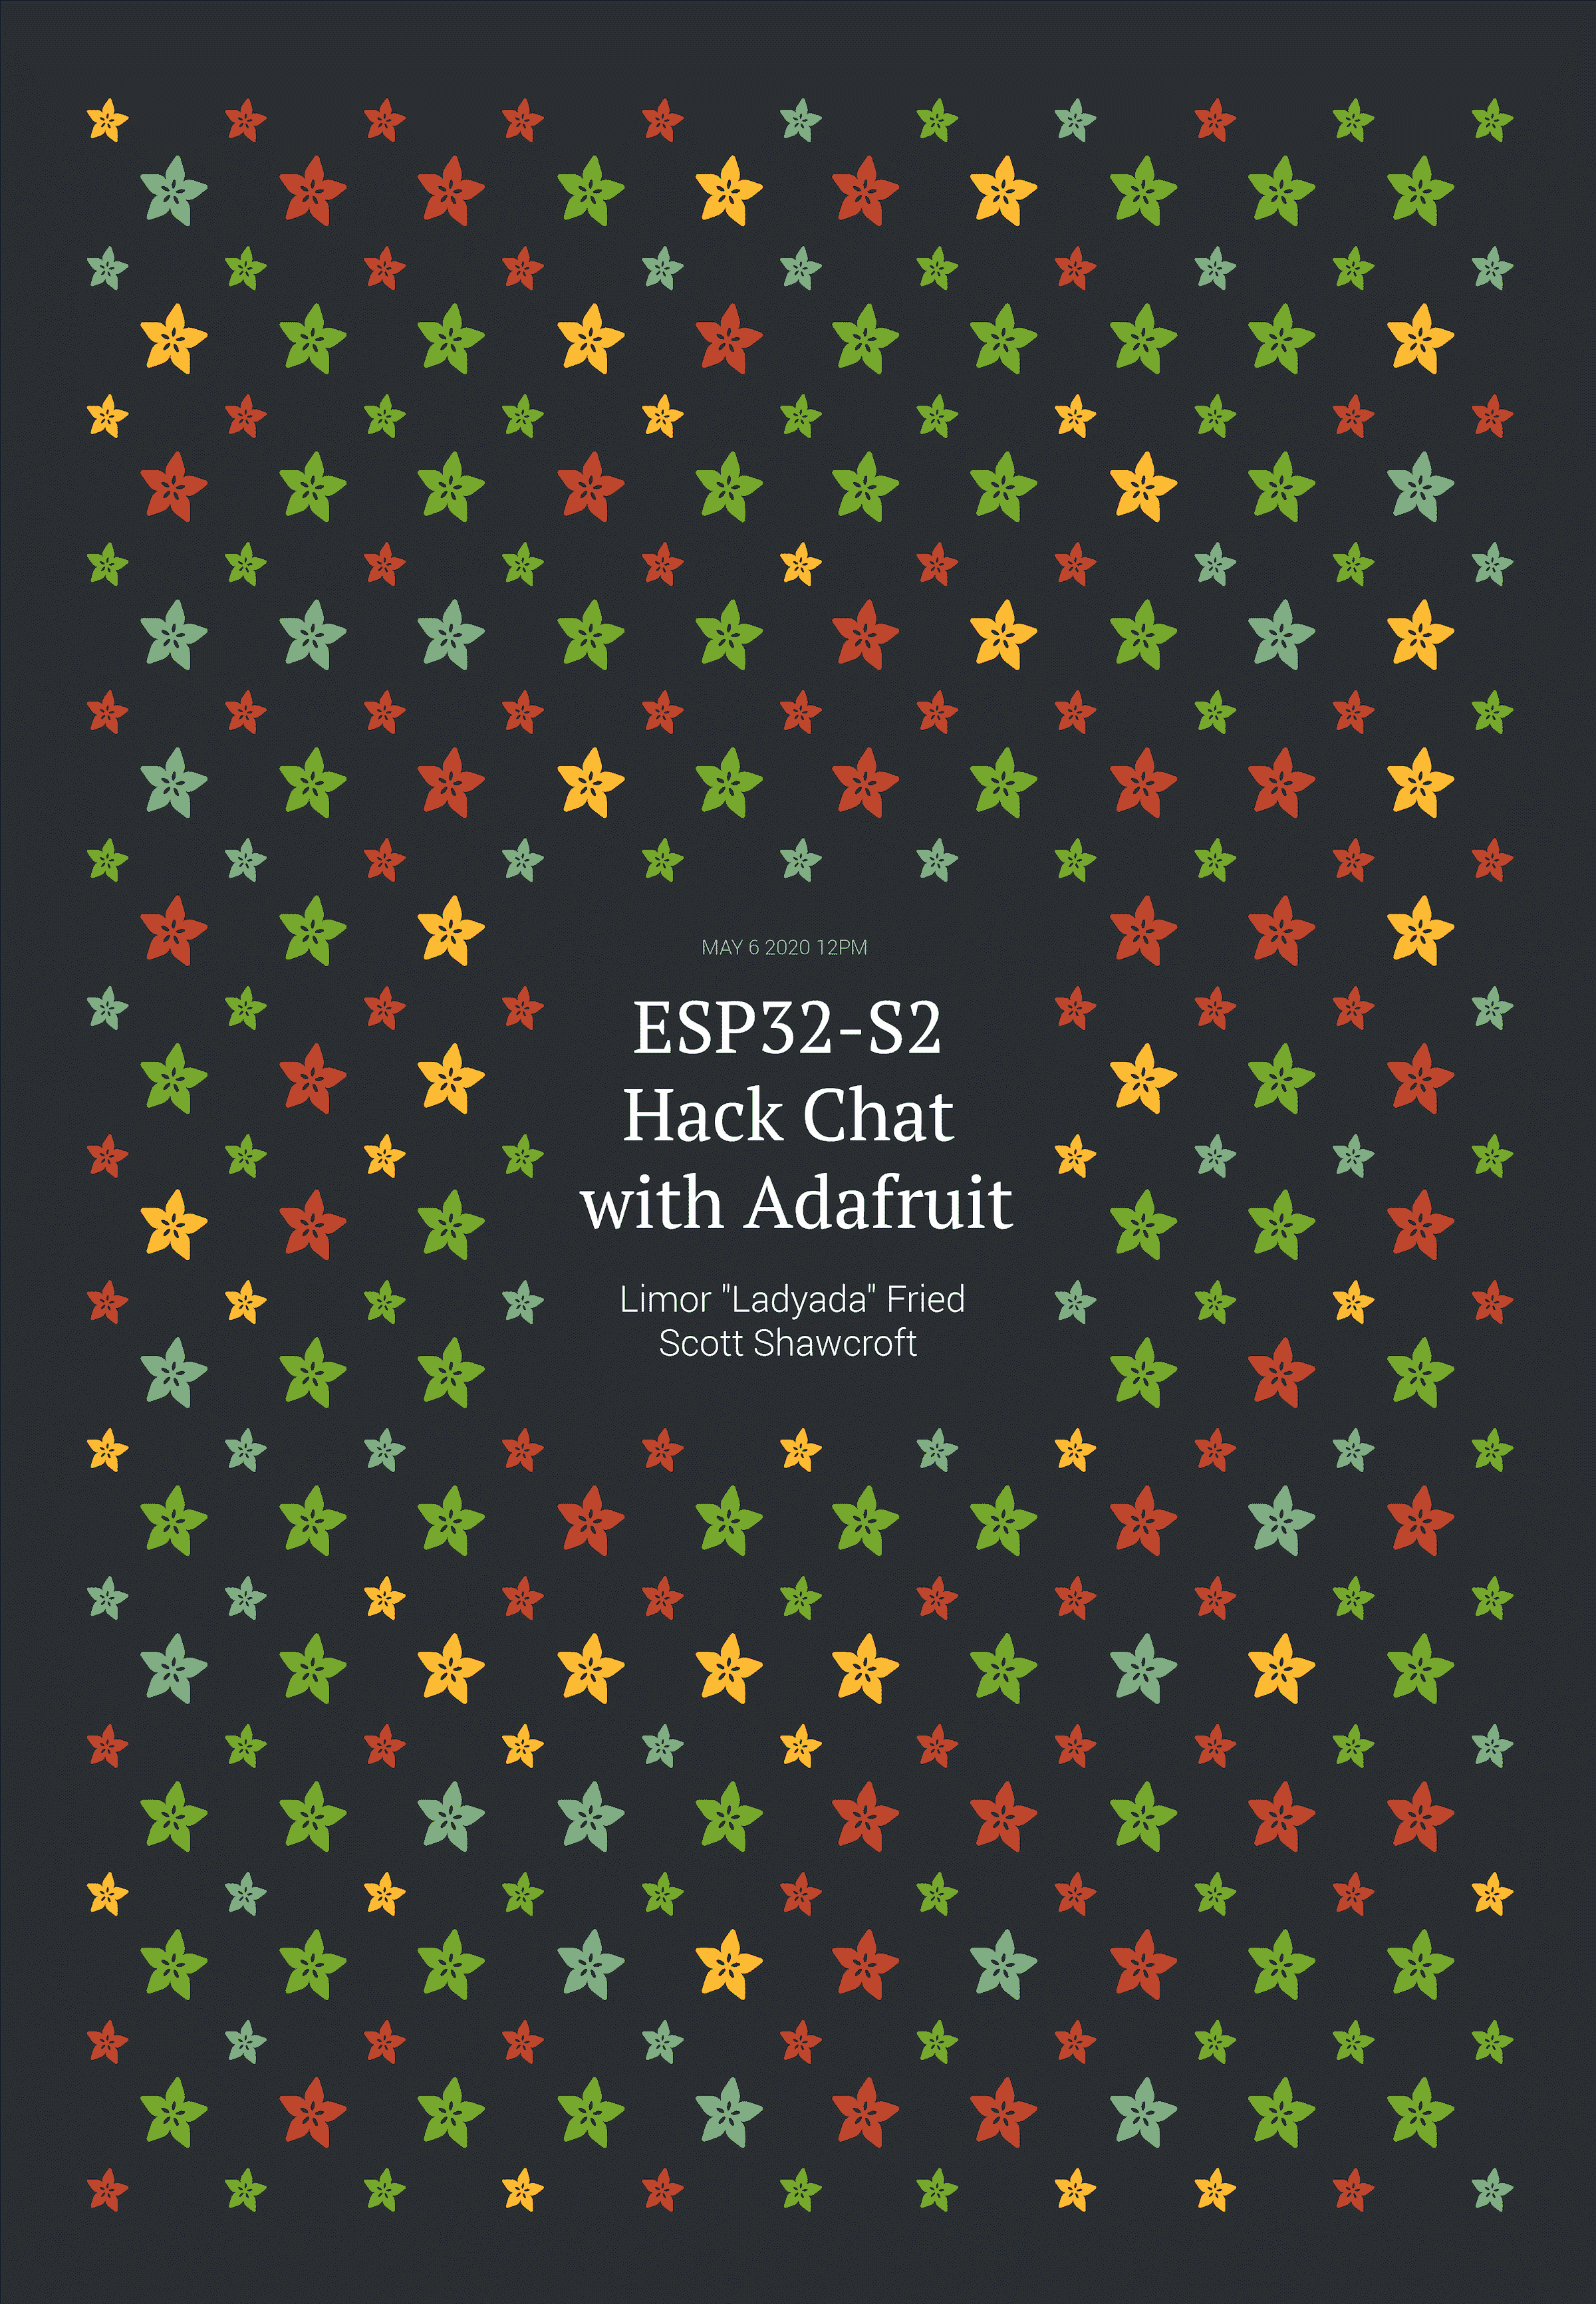 MAY 6 2020 12PM
ESP32-S2
Hack Chat
with Adafruit
Limor "Ladyada" Fried
Scott Shawcroft